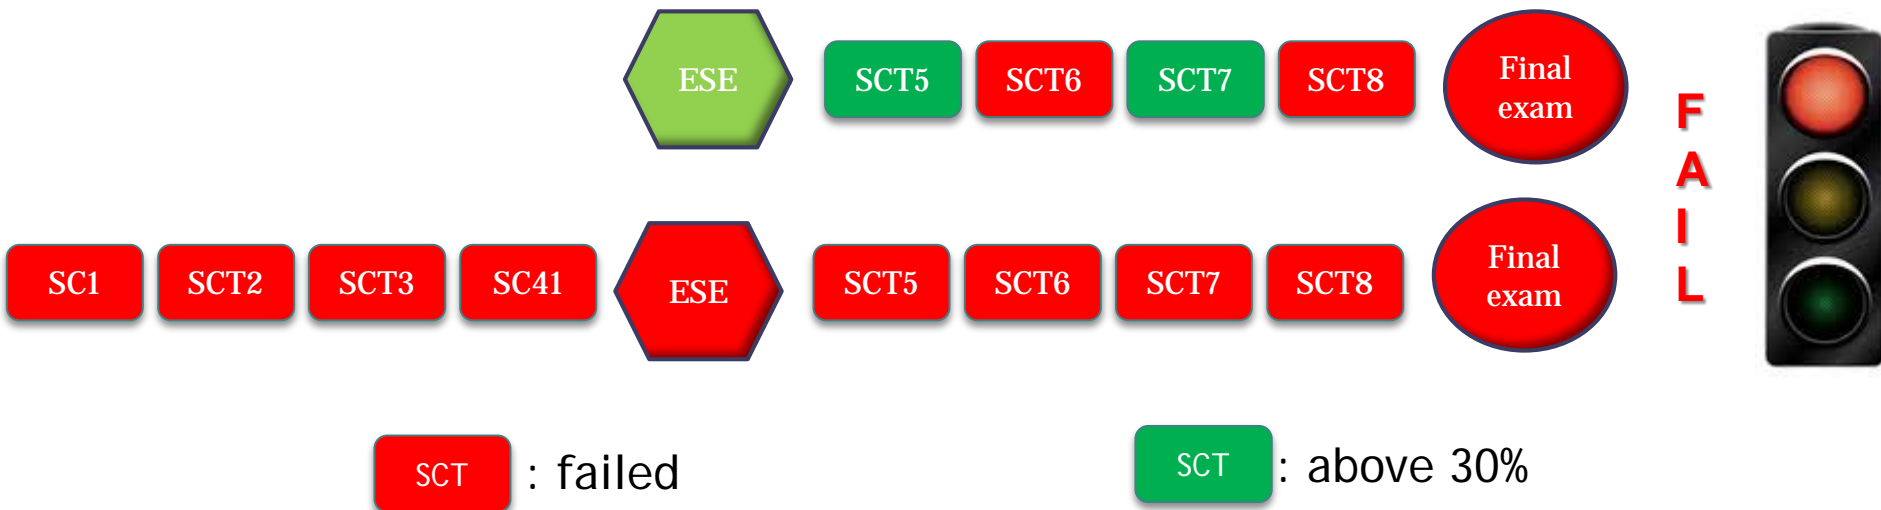 ESE SCT5 SCT6 SCT7 SCT8 Final
exam
F
A
I
L
SC1 SCT2 SCT3 SC41 ESE SCT5 SCT6 SCT7 SCT8 Final
exam
SCT : failed
SCT : above 30%